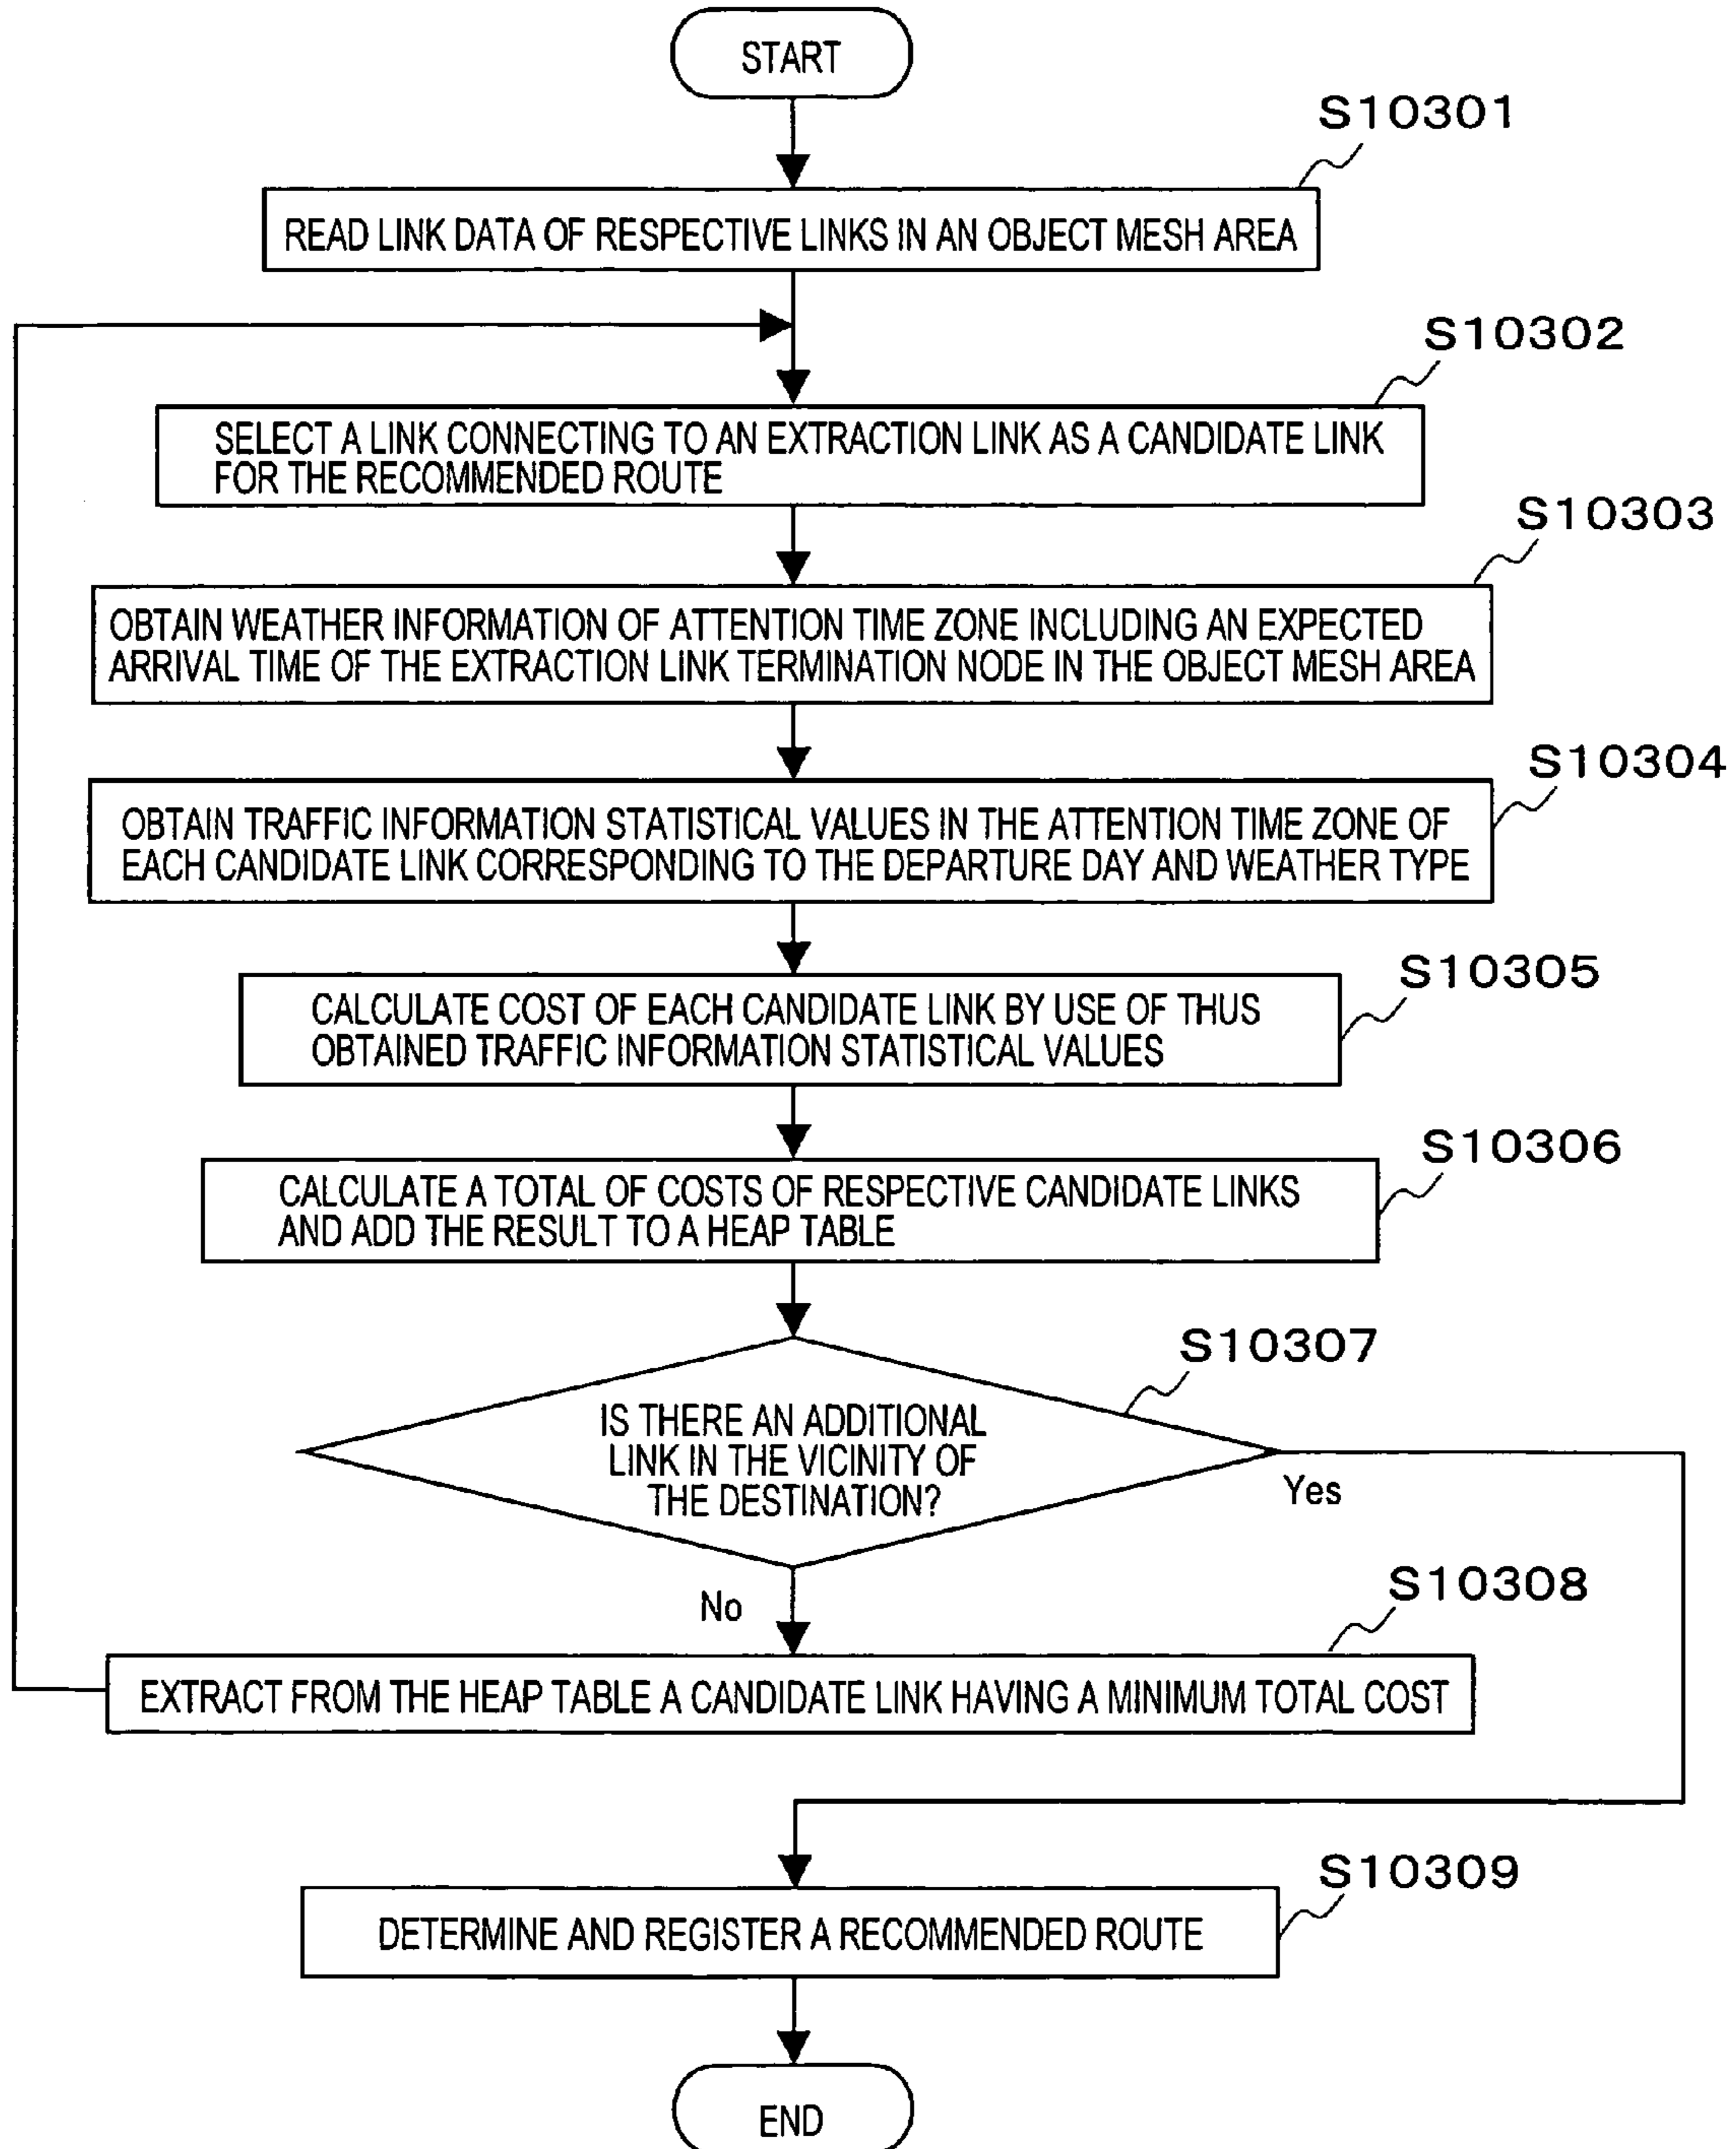 START
S10301
READ LINK DATA OF RESPECTIVE LINKS IN AN OBJECT MESH AREA
S10302
SELECT A LINK CONNECTING TO AN EXTRACTION LINK AS A CANDIDATE LINK
FOR THE RECOMMENDED ROUTE
S10303
OBTAIN WEATHER INFORMATION OF ATTENTION TIME ZONE INCLUDING AN EXPECTED
ARRIVAL TIME OF THE EXTRACTION LINK TERMINATION NODE IN THE OBJECT MESH AREA
S10304
OBTAIN TRAFFIC INFORMATION STATISTICAL VALUES IN THE ATTENTION TIME ZONE OF
EACH CANDIDATE LINK CORRESPONDING TO THE DEPARTURE DAY AND WEATHER TYPE
S10305
CALCULATE COST OF EACH CANDIDATE LINK BY USE OF THUS
OBTAINED TRAFFIC INFORMATION STATISTICAL VALUES
S10306
CALCULATE A TOTAL OF COSTS OF RESPECTIVE CANDIDATE LINKS
AND ADD THE RESULT TO A HEAP TABLE
S10307
IS THERE AN ADDITIONAL
LINK IN THE VICINITY OF
THE DESTINATION?
Yes
No
S10308
EXTRACT FROM THE HEAP TABLE A CANDIDATE LINK HAVING A MINIMUM TOTAL COST
S10309
DETERMINE AND REGISTER A RECOMMENDED ROUTE
END